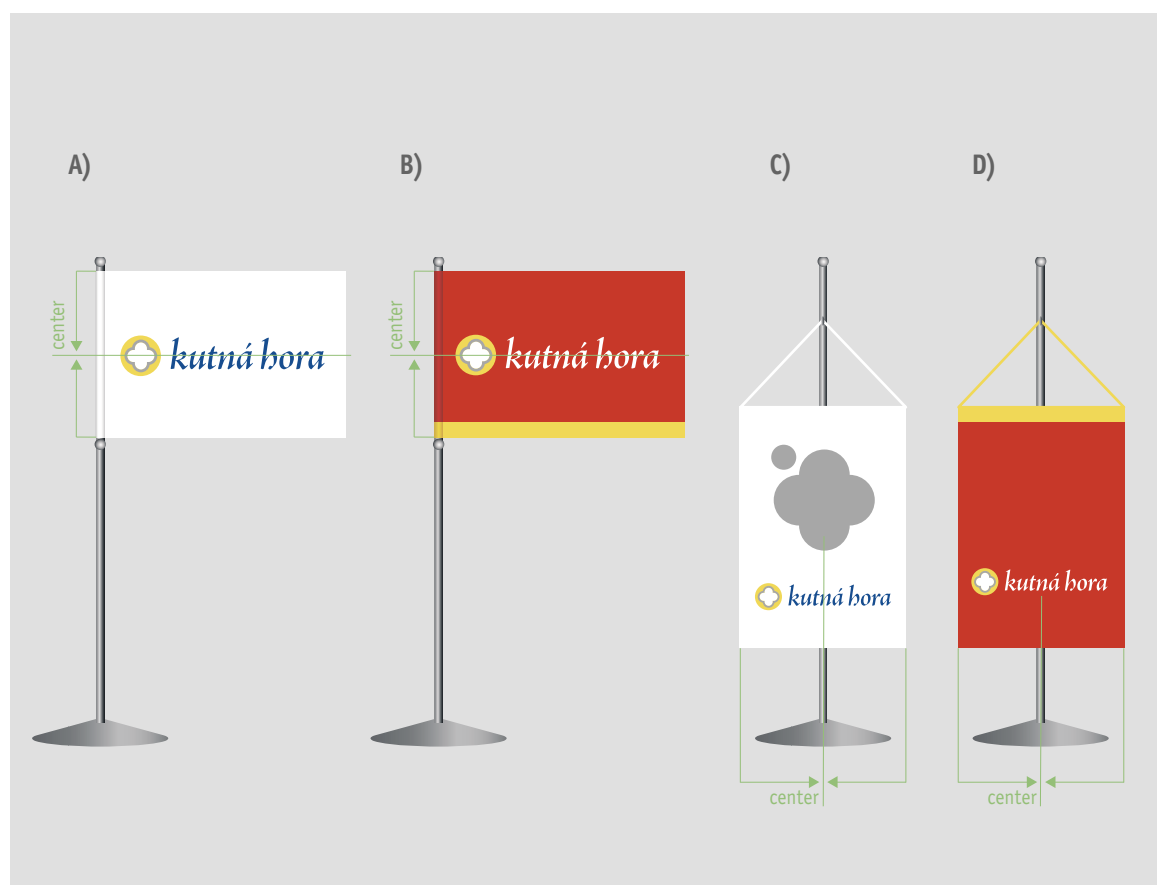 A)
B)
C)
D)
center
kutná hora
center
kutná hora
kutná hora
kutná hora
center
center